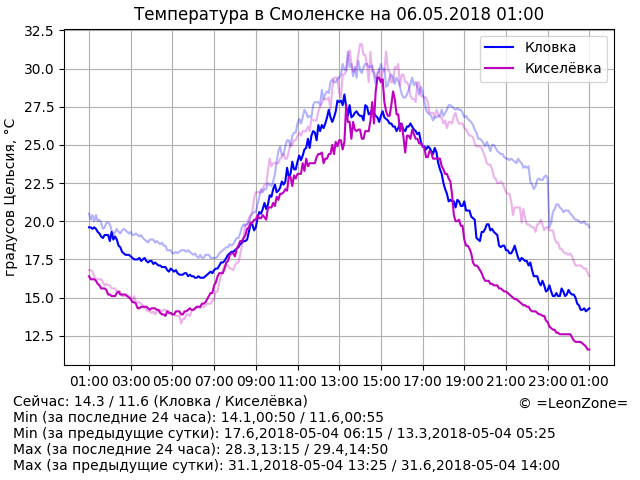 Температура в Смоленске на 06.05.2018 01:00
Кловка
Киселёвка
градусов Цельсия, °C
32.5
30.0
27.5
25.0
22.5
20.0
17.5
15.0
12.5
01:00 03:00 05:00 07:00 09:00 11:00 13:00 15:00 17:00 19:00 21:00 23:00 01:00
Сейчас: 14.3 / 11.6 (Кловка / Киселёвка)
© =LeonZone=
Min (за последние 24 часа): 14.1,00:50 / 11.6,00:55
Min (за предыдущие сутки): 17.6,2018-05-04 06:15 / 13.3,2018-05-04 05:25
Max (за последние 24 часа): 28.3,13:15 / 29.4,14:50
Max (за предыдущие сутки): 31.1,2018-05-04 13:25 / 31.6,2018-05-04 14:00